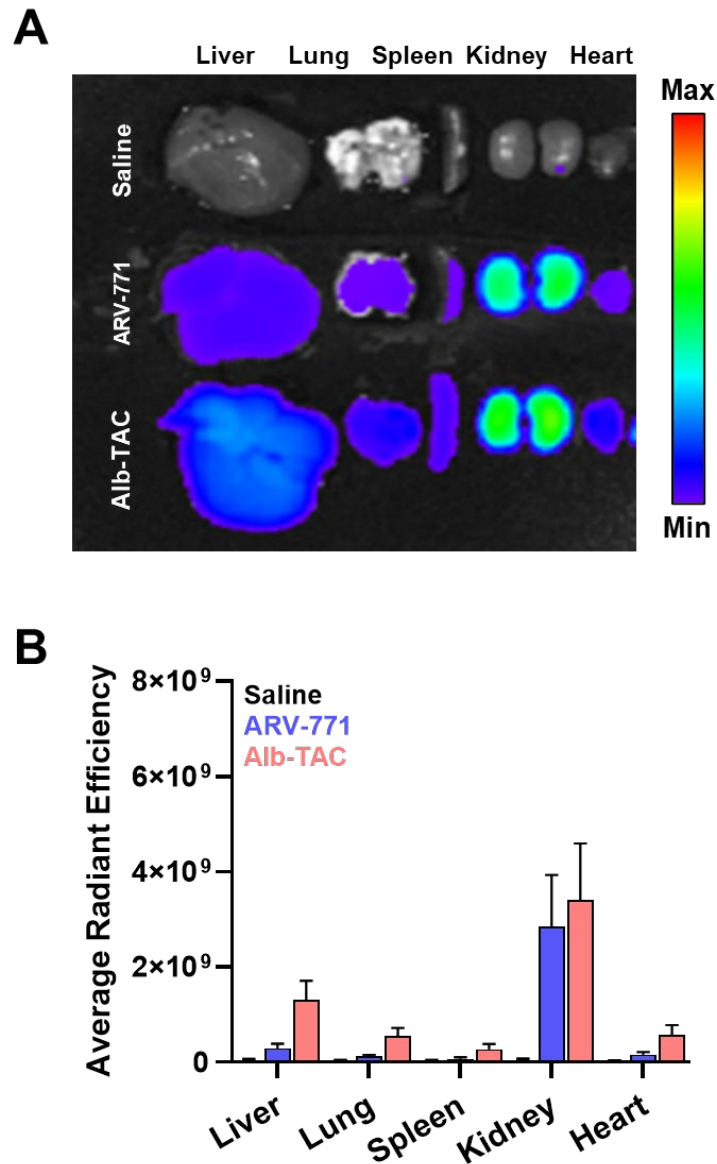 A
Liver Lung Spleen Kidney Heart
Max
Saline
ARV-771
Alb-TAC
Min
B
Average Radiant Efficiency
8×10⁹
6×10⁹
4×10⁹
2×10⁹
0
Saline
ARV-771
Alb-TAC
Liver
Lung
Spleen
Kidney
Heart